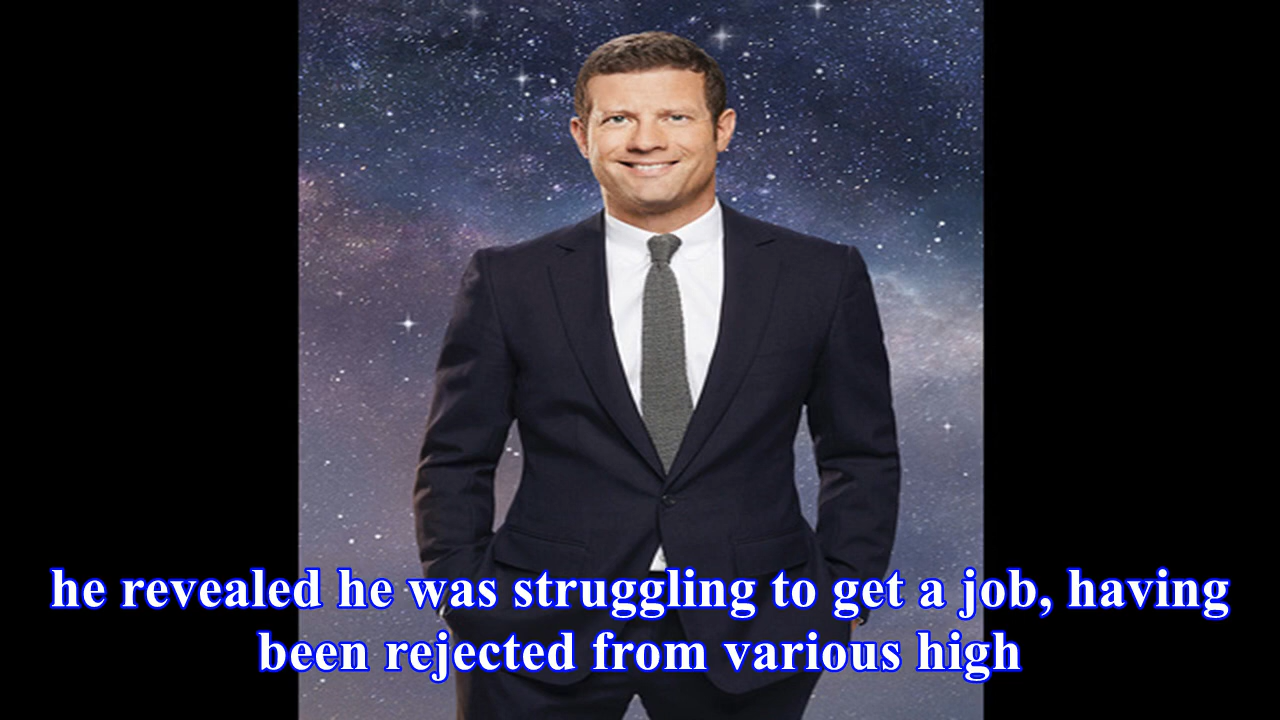 he revealed he was struggling to get a job, having
been rejected from various high